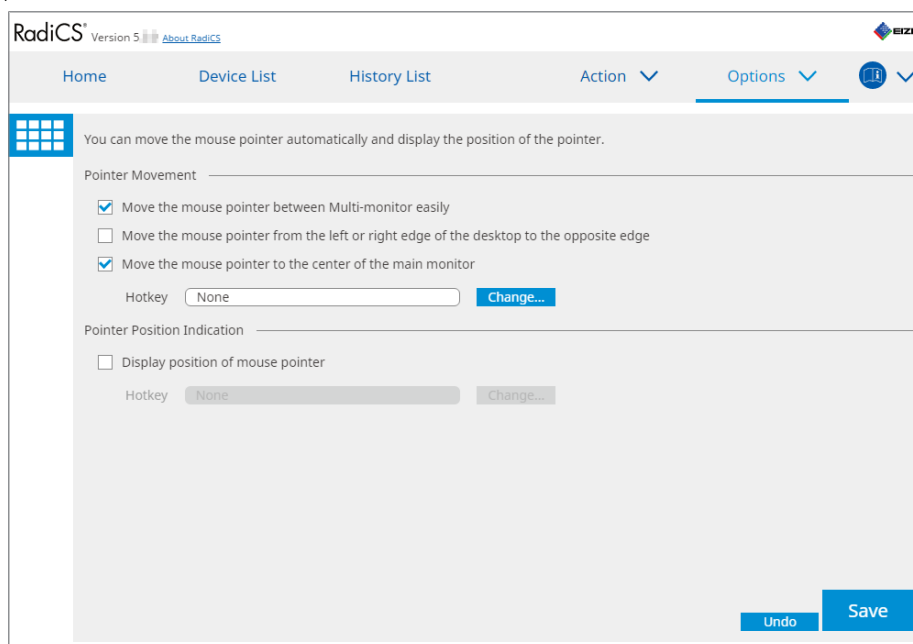 RadiCS® Version 5. About RadiCS
EIZ
Home Device List History List Action Options
You can move the mouse pointer automatically and display the position of the pointer.
Pointer Movement
Move the mouse pointer between Multi-monitor easily
Move the mouse pointer from the left or right edge of the desktop to the opposite edge
Move the mouse pointer to the center of the main monitor
Hotkey None Change...
Pointer Position Indication
Display position of mouse pointer
Hotkey None Change...
Undo Save